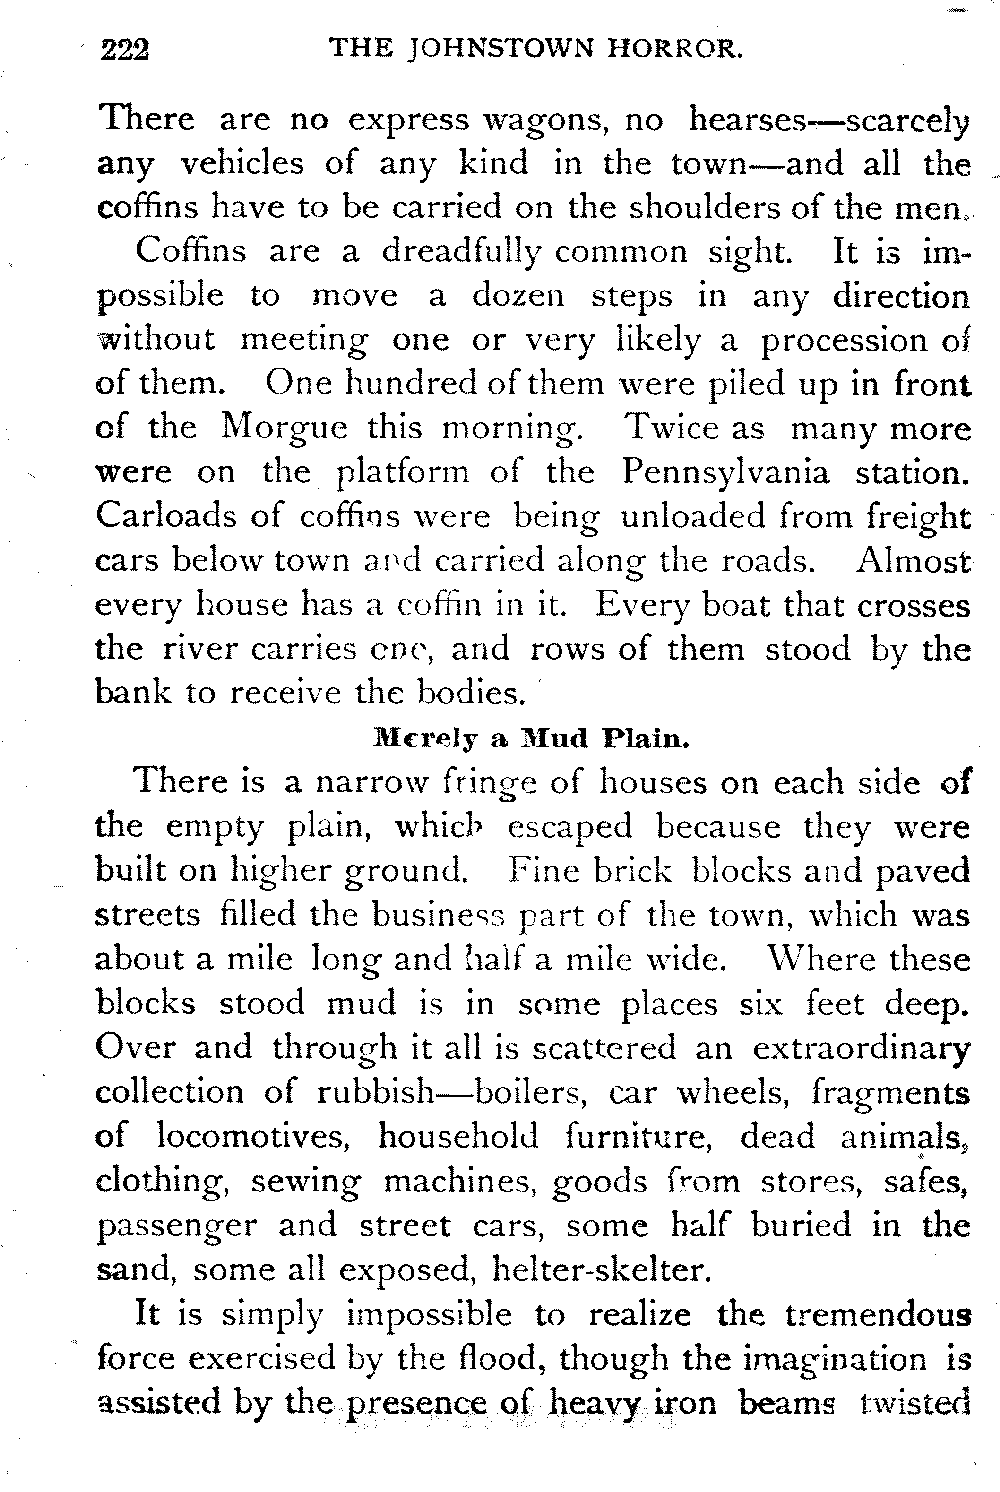 222 THE JOHNSTOWN HORROR.
There are no express wagons, no hearses—scarcely
any vehicles of any kind in the town—and all the
coffins have to be carried on the shoulders of the men.
Coffins are a dreadfully common sight. It is im-
possible to move a dozen steps in any direction
without meeting one or very likely a procession of
of them. One hundred of them were piled up in front
of the Morgue this morning. Twice as many more
were on the platform of the Pennsylvania station.
Carloads of coffins were being unloaded from freight
cars below town and carried along the roads. Almost
every house has a coffin in it. Every boat that crosses
the river carries one, and rows of them stood by the
bank to receive the bodies.
Merely a Mud Plain.
There is a narrow fringe of houses on each side of
the empty plain, which escaped because they were
built on higher ground. Fine brick blocks and paved
streets filled the business part of the town, which was
about a mile long and half a mile wide. Where these
blocks stood mud is in some places six feet deep.
Over and through it all is scattered an extraordinary
collection of rubbish—boilers, car wheels, fragments
of locomotives, household furniture, dead animals,
clothing, sewing machines, goods from stores, safes,
passenger and street cars, some half buried in the
sand, some all exposed, helter-skelter.
It is simply impossible to realize the tremendous
force exercised by the flood, though the imagination is
assisted by the presence of heavy iron beams twisted